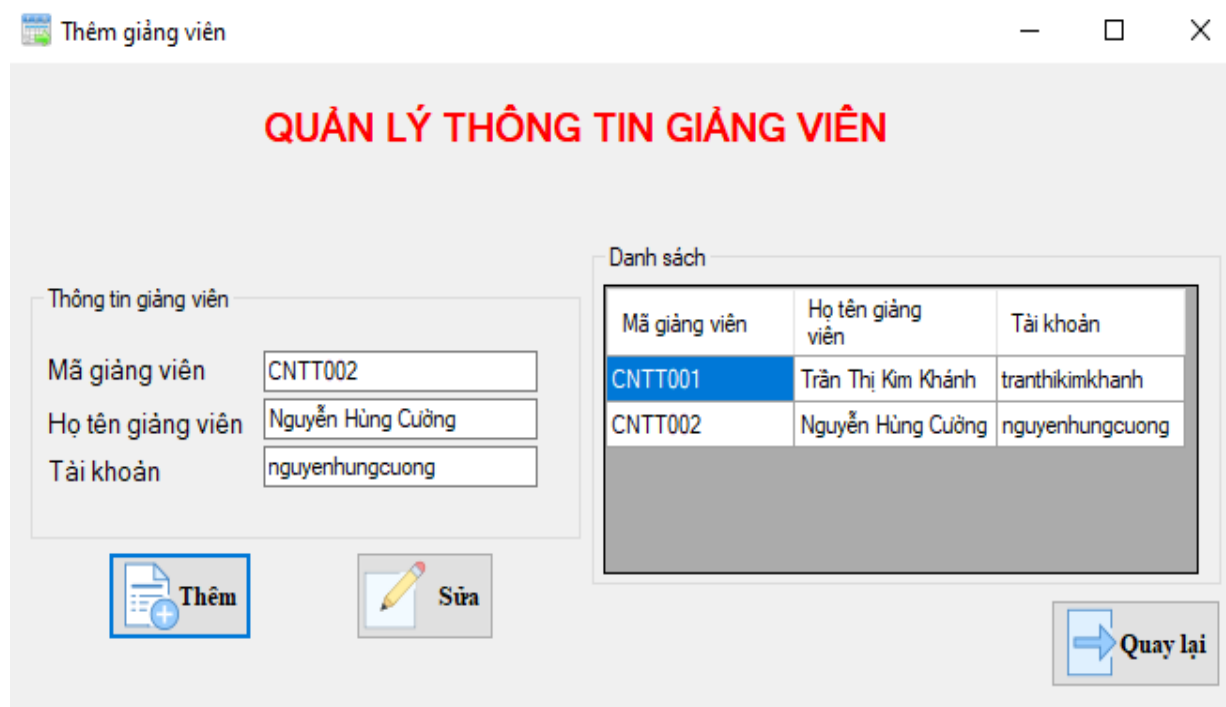 Thêm giảng viên
QUẢN LÝ THÔNG TIN GIẢNG VIÊN
Thông tin giảng viên
Mã giảng viên CNTT002
Họ tên giảng viên Nguyễn Hùng Cường
Tài khoản nguyenhungcuong
Thêm
Sửa
Danh sách
Mã giảng viên Họ tên giảng viên Tài khoản
CNTT001 Trần Thị Kim Khánh tranthikimkhanh
CNTT002 Nguyễn Hùng Cường nguyenhungcuong
Quay lại